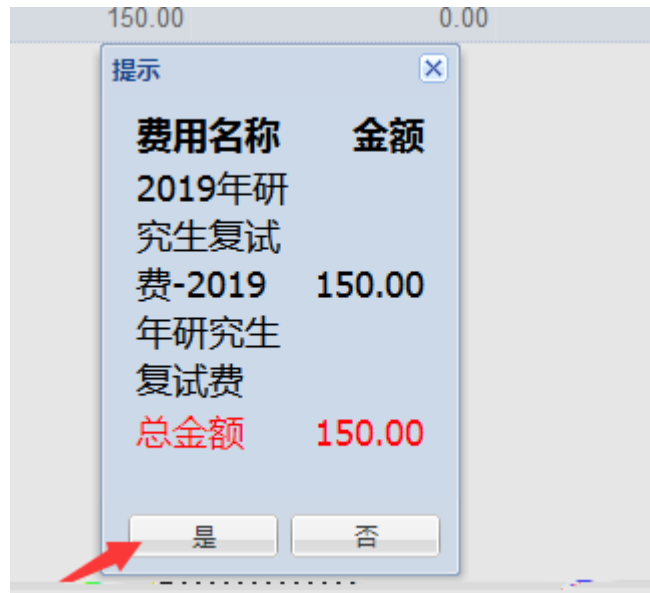 150.00 0.00
提示
费用名称 金额
2019年研
究生复试
费-2019 150.00
年研究生
复试费
总金额 150.00
是 否